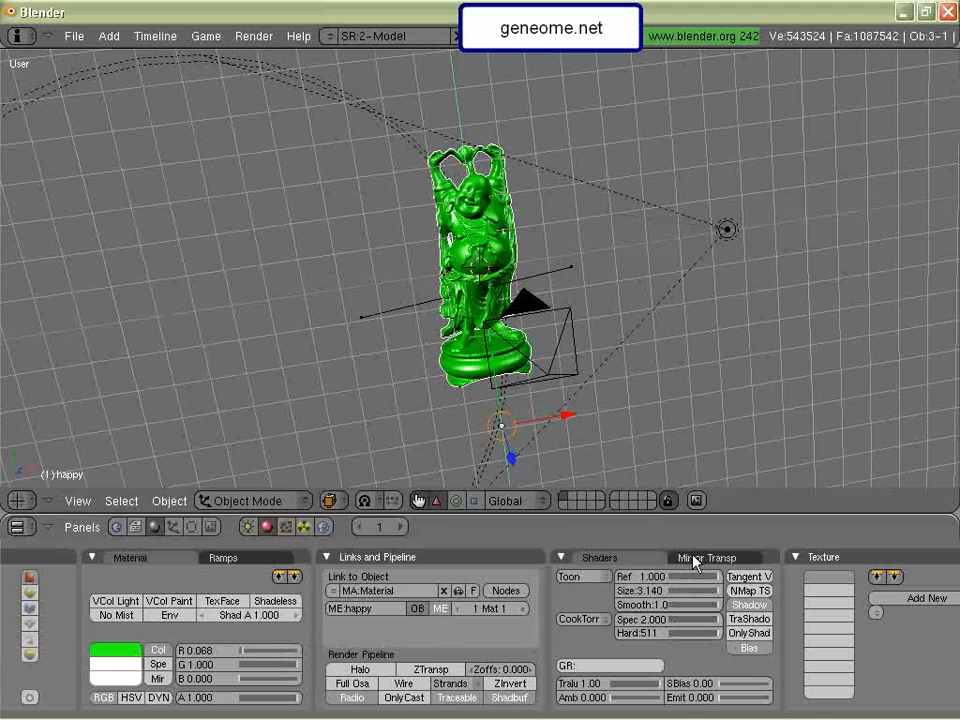 Blender
geneome.net
File Add Timeline Game Render Help SR:2-Model www.blender.org 242 Ve:543524 | Fa:1087542 | Ob:3-1 |
User
(1) happy
View Select Object Object Mode Global
Panels 1
Material Ramps
VCol Light VCol Paint TexFace Shadeless
No Mist Env Shad A 1.000
Col R 0.068
Spe G 1.000
Mir B 0.000
RGB HSV DYN A 1.000
Links and Pipeline
Link to Object
MA:Material F Nodes
ME:happy OB ME 1 Mat 1
Render Pipeline
Halo ZTransp Zoffs: 0.000
Full Osa Wire Strands ZInvert
Radio OnlyCast Traceable Shadbuf
Shaders Mirror Transp
Toon Ref 1.000 Tangent V
Size:3.140 NMap TS
Smooth:1.0 Shadow
CookTorr Spec 2.000 TraShado
Hard:511 OnlyShad
Bias
GR:
Tralu 1.00 SBias 0.00
Amb 0.000 Emit 0.000
Texture
Add New